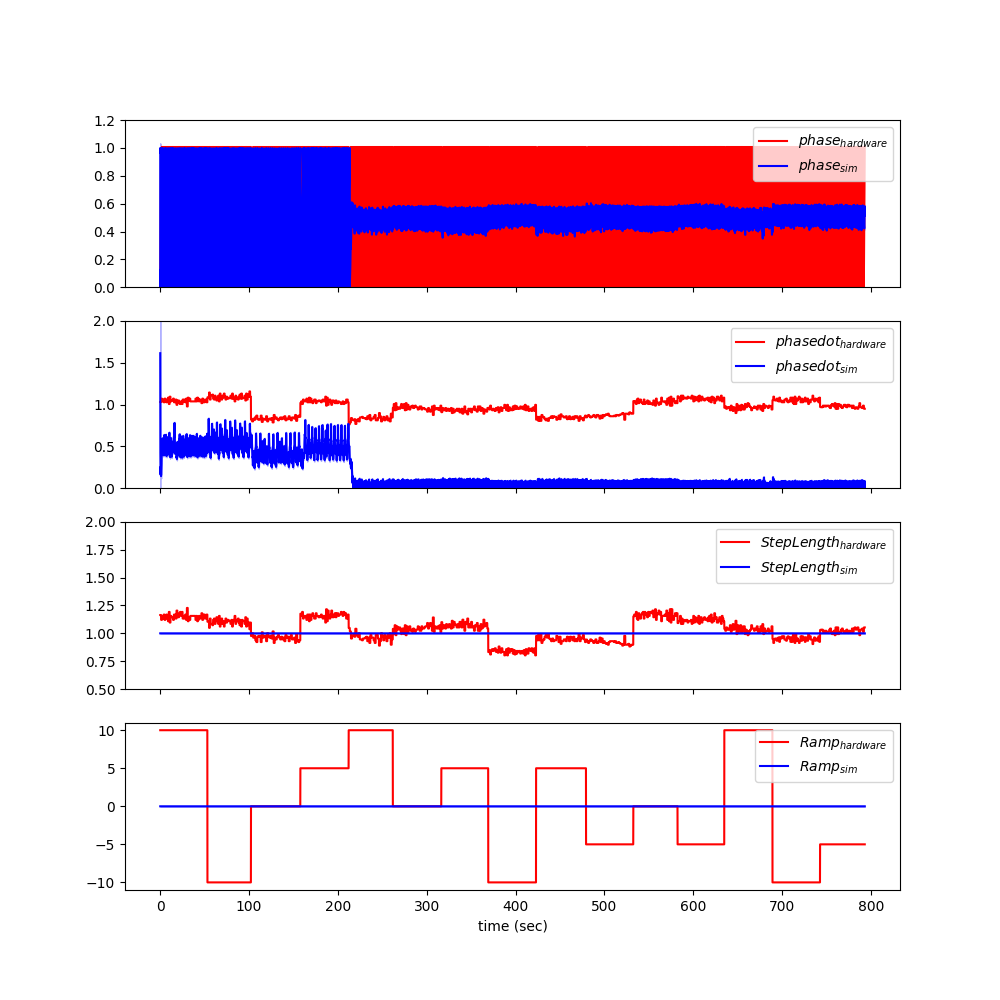 1.2
1.0
0.8
0.6
0.4
0.2
0.0
phase_hardware
phase_sim
2.0
1.5
1.0
0.5
0.0
phasedot_hardware
phasedot_sim
2.00
1.75
1.50
1.25
1.00
0.75
0.50
StepLength_hardware
StepLength_sim
10
5
0
−5
−10
Ramp_hardware
Ramp_sim
0 100 200 300 400 500 600 700 800
time (sec)